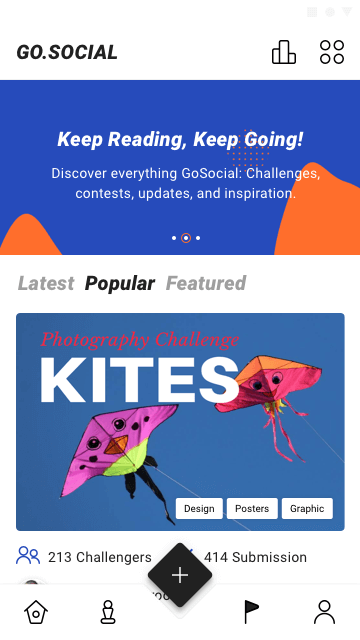 GO.SOCIAL
Keep Reading, Keep Going!
Discover everything GoSocial: Challenges,
contests, updates, and inspiration.
Latest Popular Featured
Photography Challenge
KITES
Design Posters Graphic
213 Challengers 414 Submission